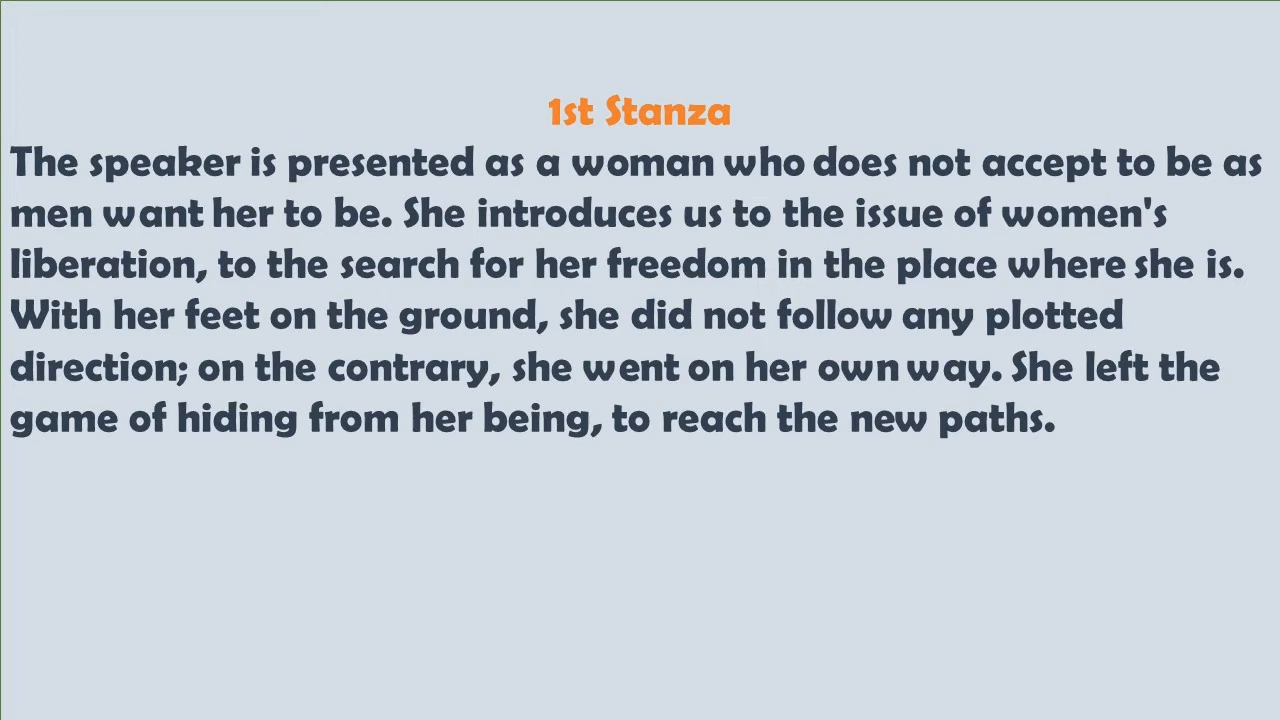 1st Stanza
The speaker is presented as a woman who does not accept to be as
men want her to be. She introduces us to the issue of women's
liberation, to the search for her freedom in the place where she is.
With her feet on the ground, she did not follow any plotted
direction; on the contrary, she went on her own way. She left the
game of hiding from her being, to reach the new paths.